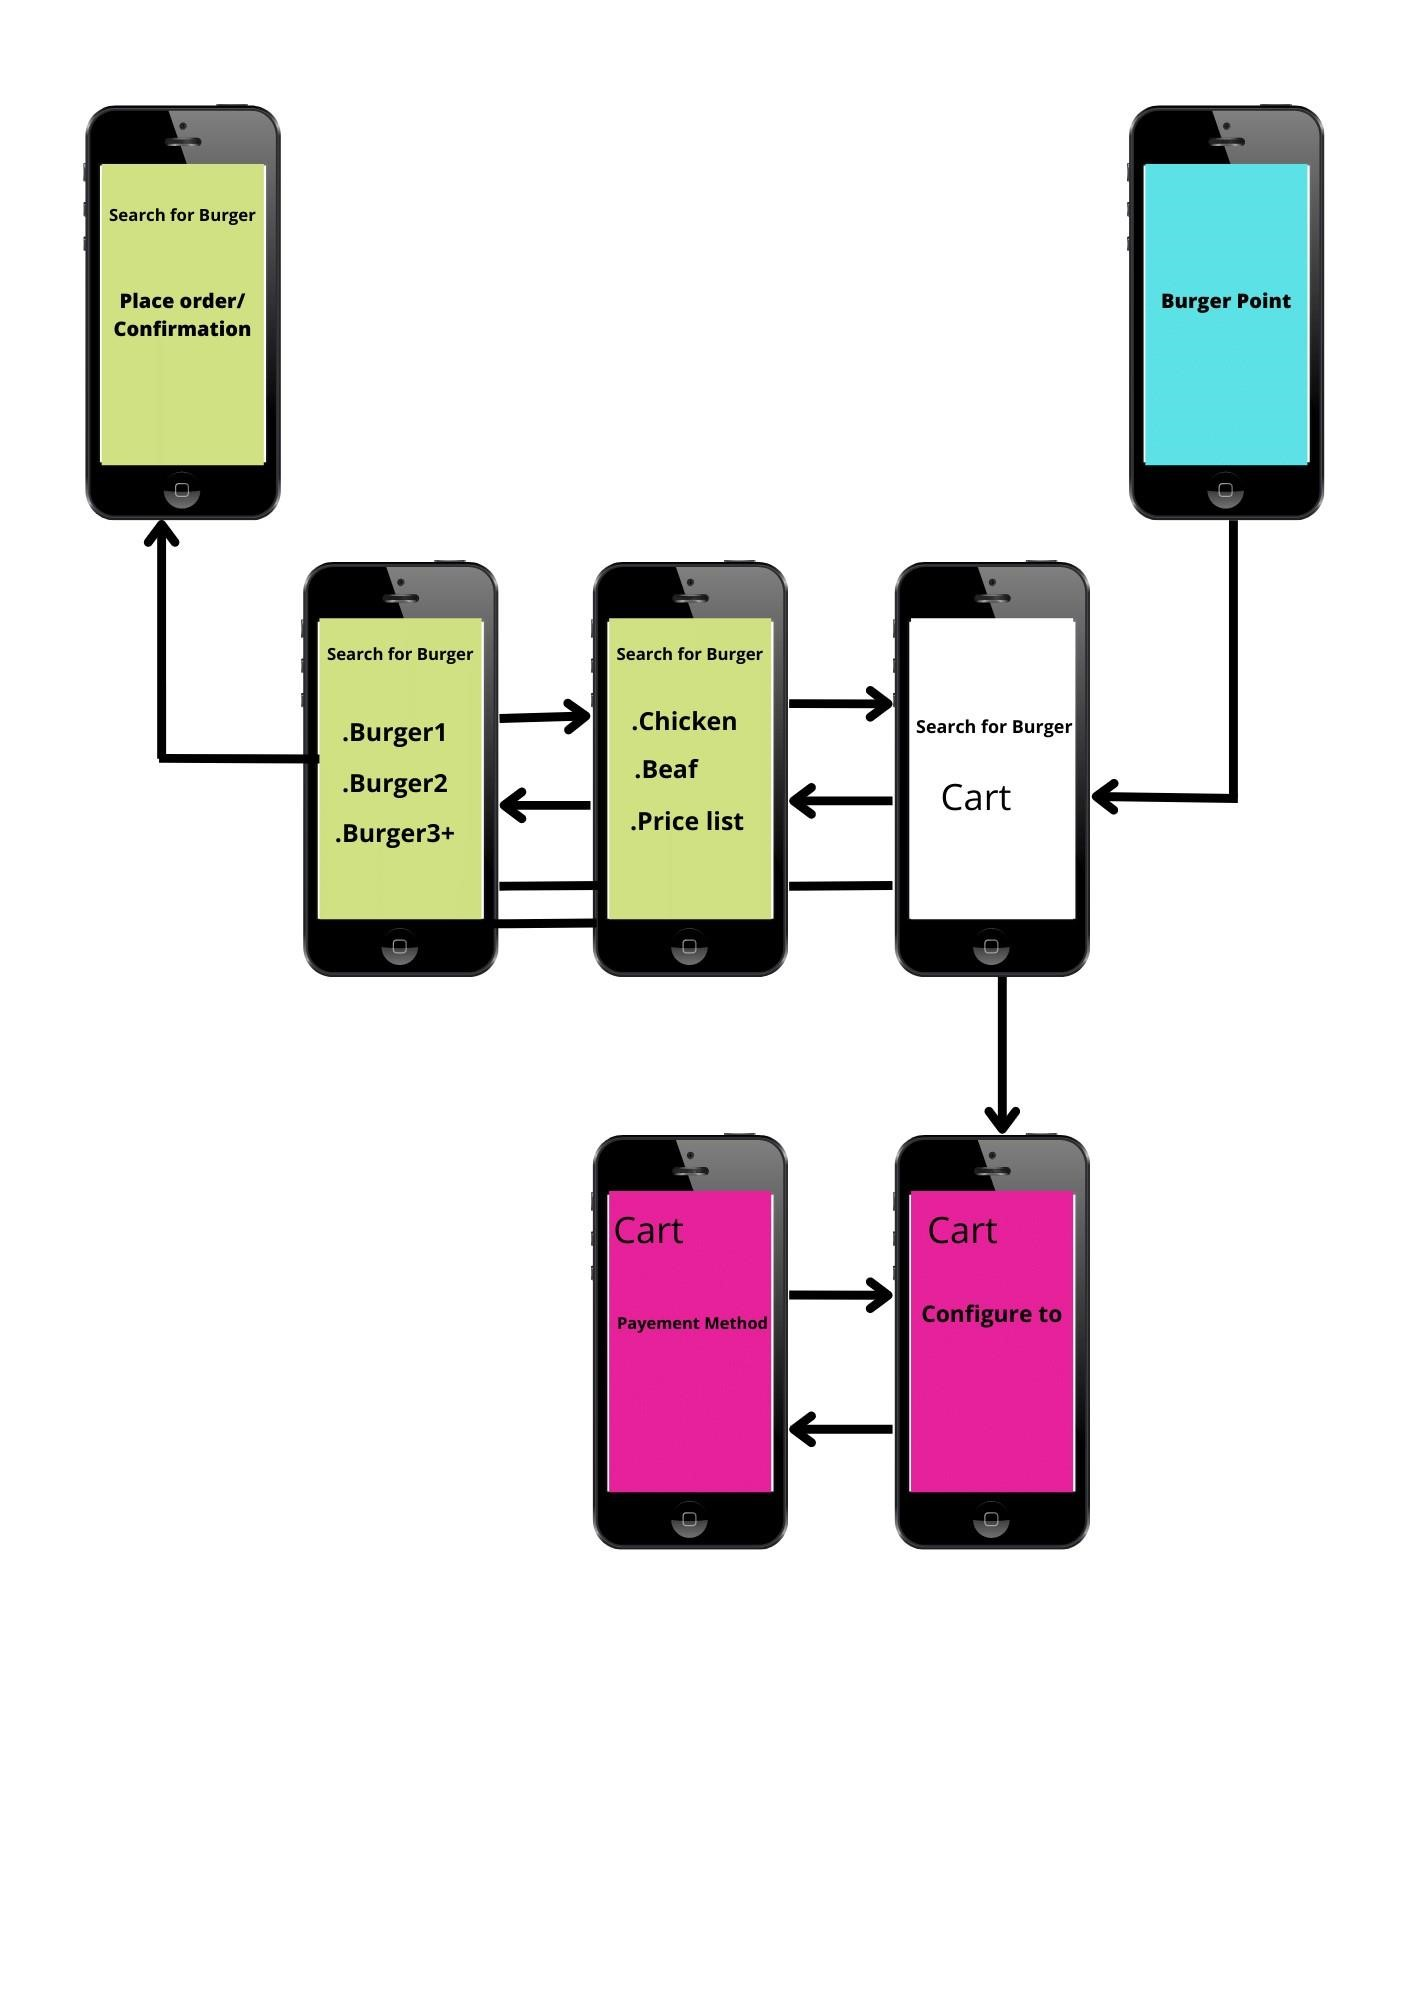 Search for Burger
Place order/
Confirmation
Burger Point
Search for Burger
.Burger1
.Burger2
.Burger3+
Search for Burger
.Chicken
.Beaf
.Price list
Search for Burger
Cart
Cart
Payement Method
Cart
Configure to